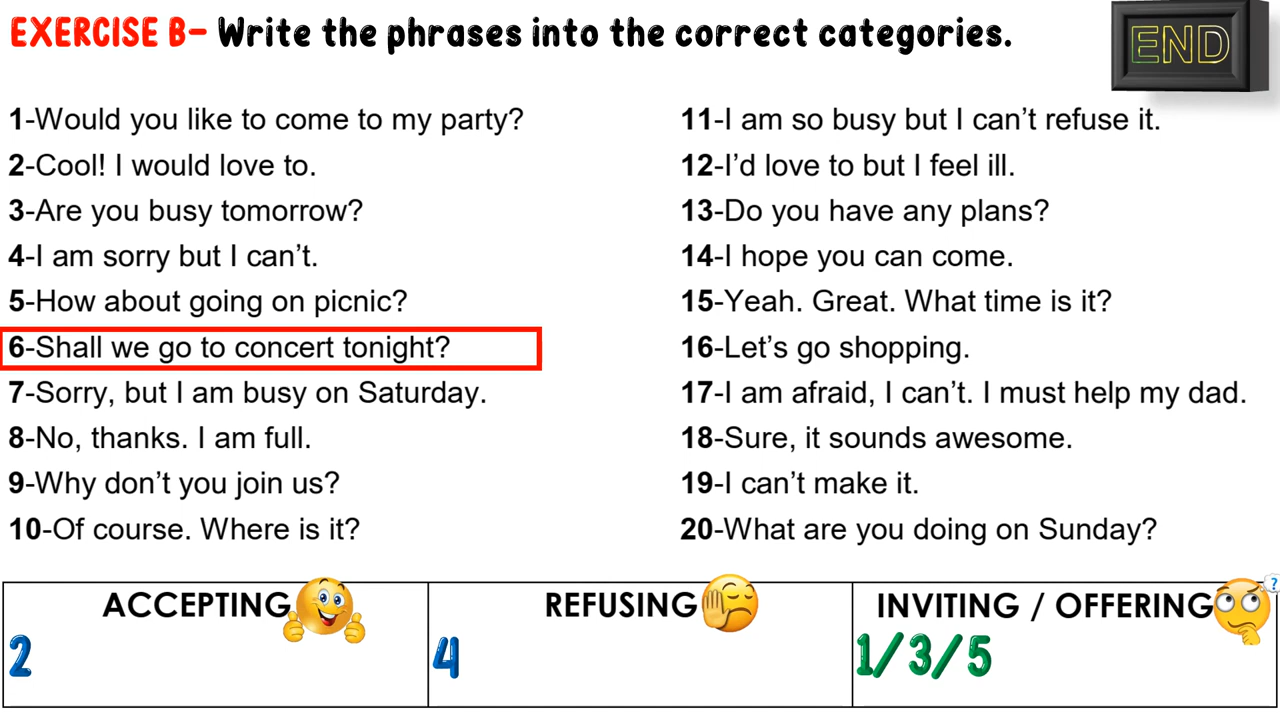 EXERCISE B- Write the phrases into the correct categories.
END
1-Would you like to come to my party?
2-Cool! I would love to.
3-Are you busy tomorrow?
4-I am sorry but I can’t.
5-How about going on picnic?
6-Shall we go to concert tonight?
7-Sorry, but I am busy on Saturday.
8-No, thanks. I am full.
9-Why don’t you join us?
10-Of course. Where is it?
11-I am so busy but I can’t refuse it.
12-I’d love to but I feel ill.
13-Do you have any plans?
14-I hope you can come.
15-Yeah. Great. What time is it?
16-Let’s go shopping.
17-I am afraid, I can’t. I must help my dad.
18-Sure, it sounds awesome.
19-I can’t make it.
20-What are you doing on Sunday?
ACCEPTING
2
REFUSING
4
INVITING / OFFERING
?
1/3/5